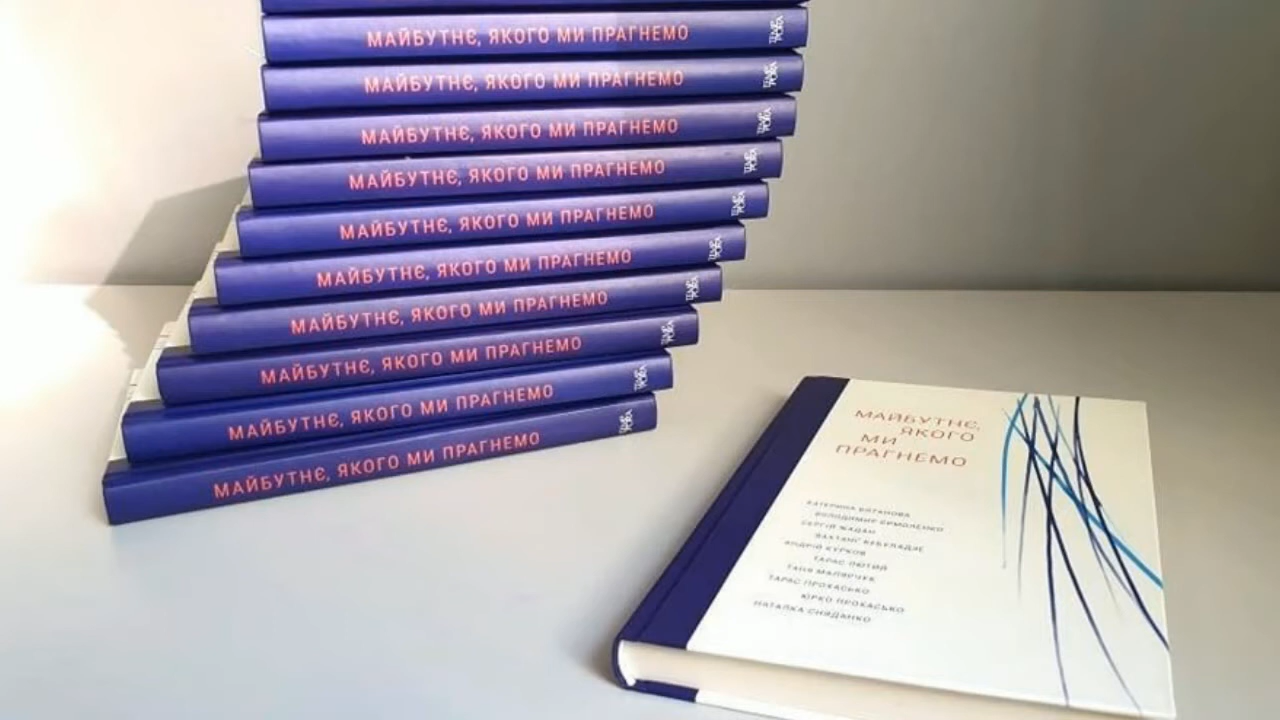 МАЙБУТНЄ, ЯКОГО МИ ПРАГНЕМО
МАЙБУТНЄ, ЯКОГО МИ ПРАГНЕМО
МАЙБУТНЄ, ЯКОГО МИ ПРАГНЕМО
МАЙБУТНЄ, ЯКОГО МИ ПРАГНЕМО
МАЙБУТНЄ, ЯКОГО МИ ПРАГНЕМО
МАЙБУТНЄ, ЯКОГО МИ ПРАГНЕМО
МАЙБУТНЄ, ЯКОГО МИ ПРАГНЕМО
МАЙБУТНЄ, ЯКОГО МИ ПРАГНЕМО
МАЙБУТНЄ, ЯКОГО МИ ПРАГНЕМО
МАЙБУТНЄ, ЯКОГО МИ ПРАГНЕМО
МАЙБУТНЄ,
ЯКОГО
МИ
ПРАГНЕМО
КАТЕРИНА БОТАНОВА
ВОЛОДИМИР ЄРМОЛЕНКО
СЕРГІЙ ЖАДАН
ВАХТАНҐ КЕБУЛАДЗЕ
АНДРІЙ КУРКОВ
ТАРАС ЛЮТИЙ
ТАНЯ МАЛЯРЧУК
ТАРАС ПРОХАСЬКО
ЮРКО ПРОХАСЬКО
НАТАЛКА СНЯДАНКО